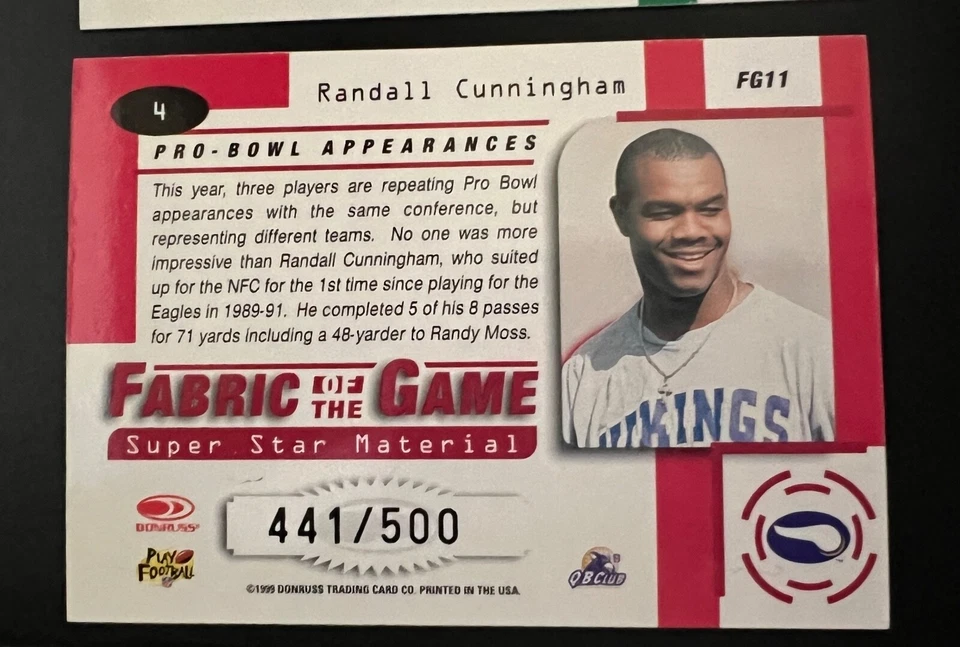 4
Randall Cunningham
FG11
PRO-BOWL APPEARANCES
This year, three players are repeating Pro Bowl
appearances with the same conference, but
representing different teams. No one was more
impressive than Randall Cunningham, who suited
up for the NFC for the 1st time since playing for the
Eagles in 1989-91. He completed 5 of his 8 passes
for 71 yards including a 48-yarder to Randy Moss.
VIKINGS
FABRIC OF THE GAME
Super Star Material
DONRUSS®
441/500
PLAY FOOTBALL
QB CLUB
©1999 DONRUSS TRADING CARD CO. PRINTED IN THE USA.